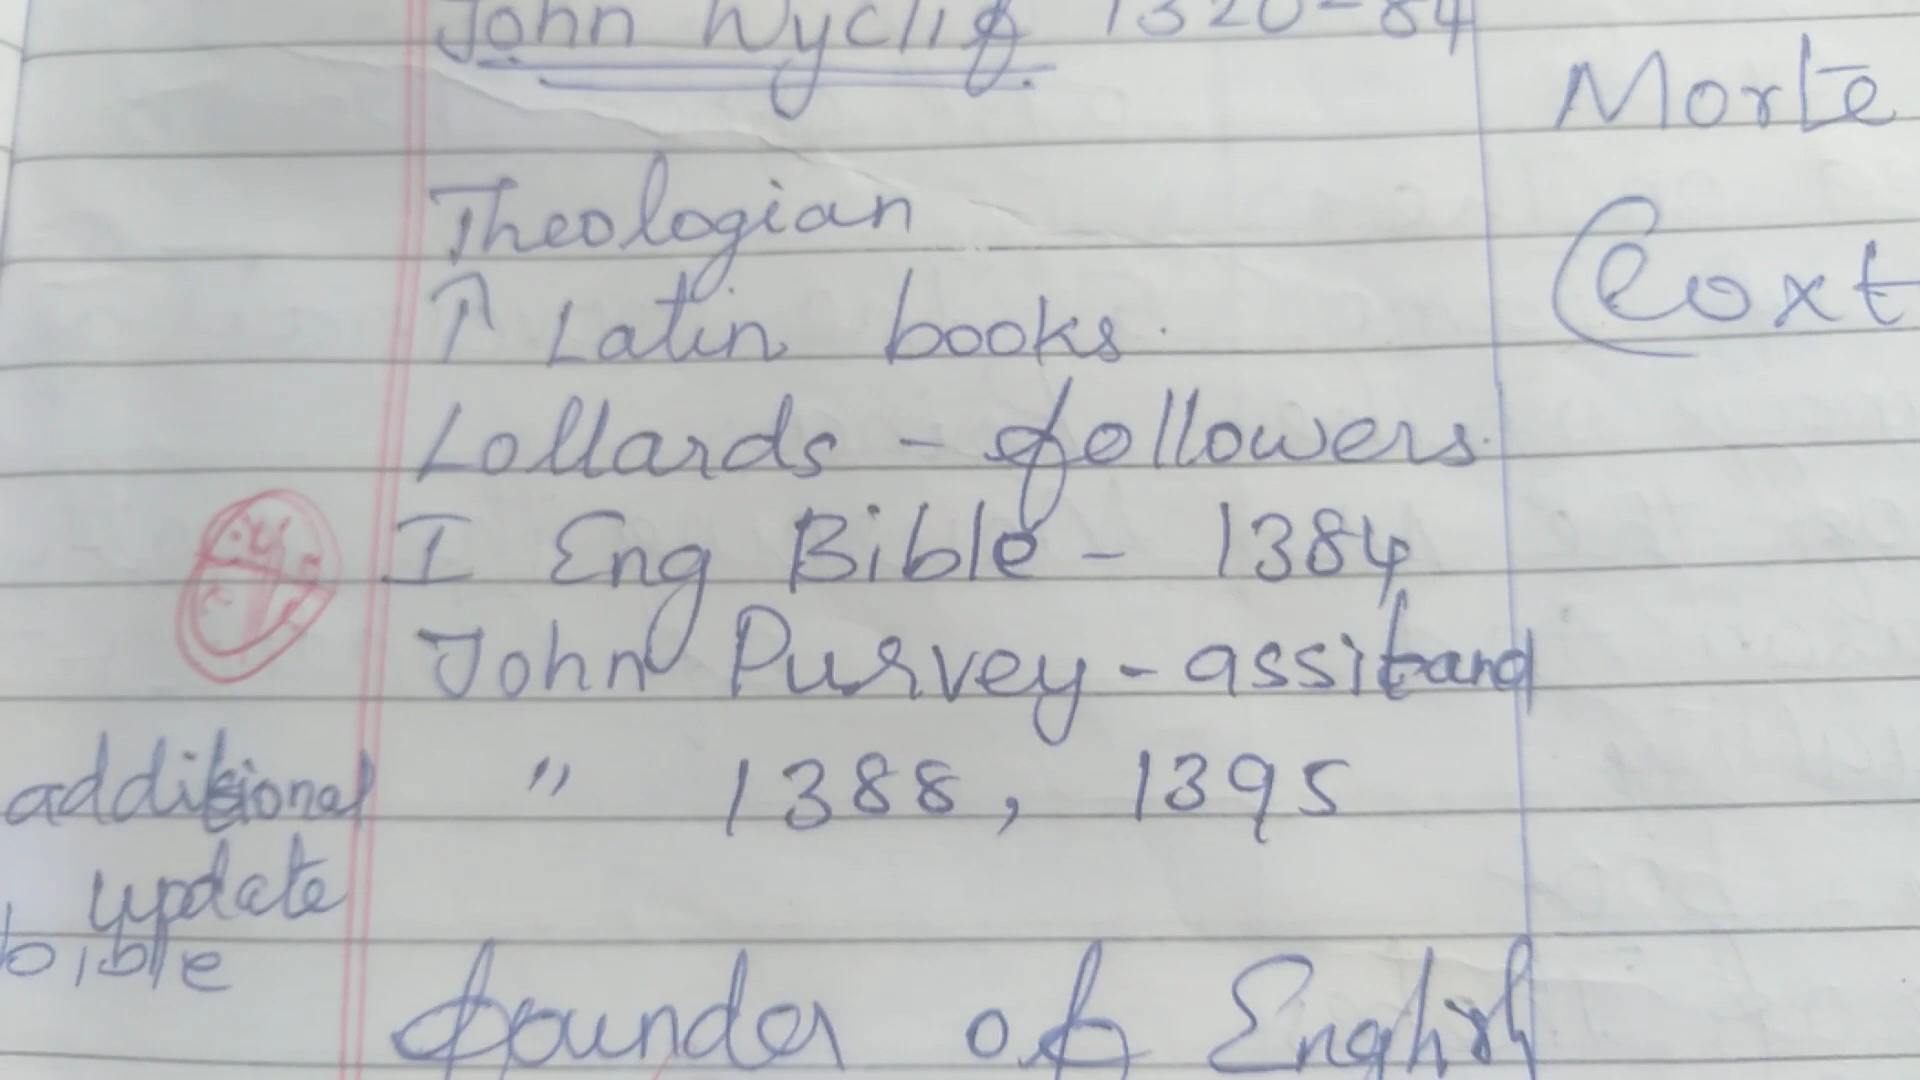 John Wyclif 1320-84
Theologian
↑ Latin books.
Lollards - followers.
I Eng Bible - 1384
John Purvey - assitand
additional " 1388, 1395
update
bible
founder of English
Morte
Coxt